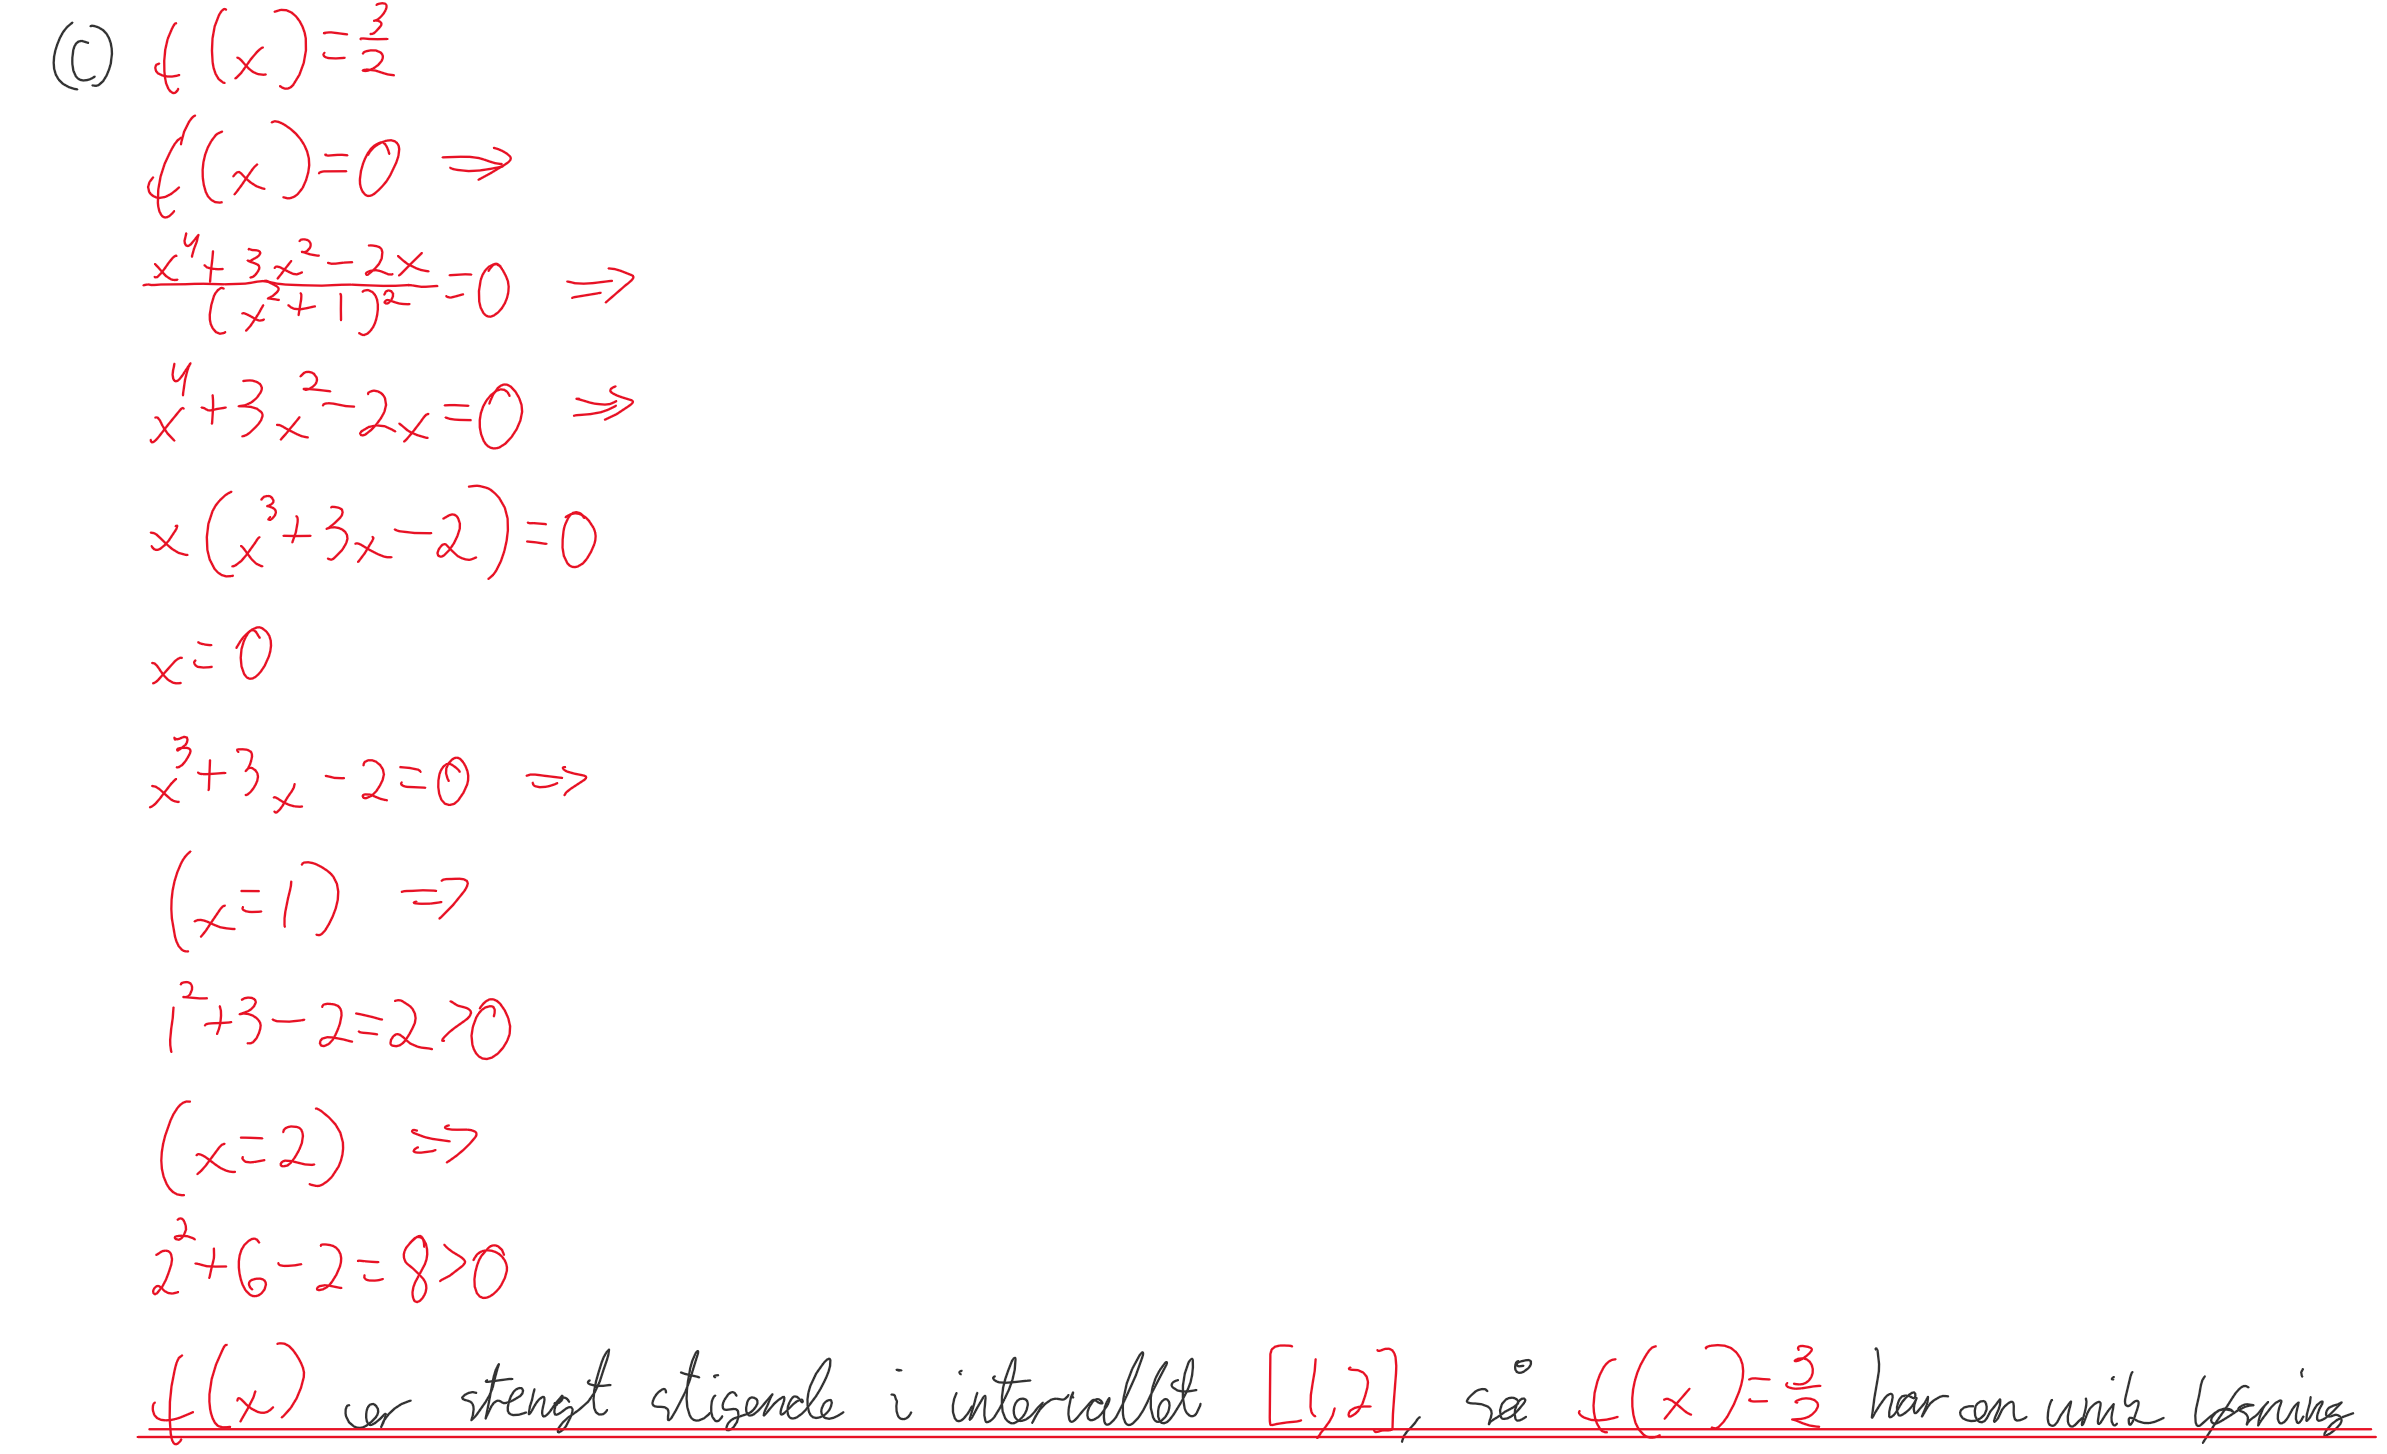 (c) f(x)=3/2
f'(x)=0 ⇒
(x⁴+3x²-2x)/(x²+1)²=0 ⇒
x⁴+3x²-2x=0 ⇒
x(x³+3x-2)=0
x=0
x³+3x-2=0 ⇒
(x=1) ⇒
1²+3-2=2>0
(x=2) ⇒
2²+6-2=8>0
f(x) er strengt stigende i intervallet [1,2], så f(x)=3/2 har en unik løsning